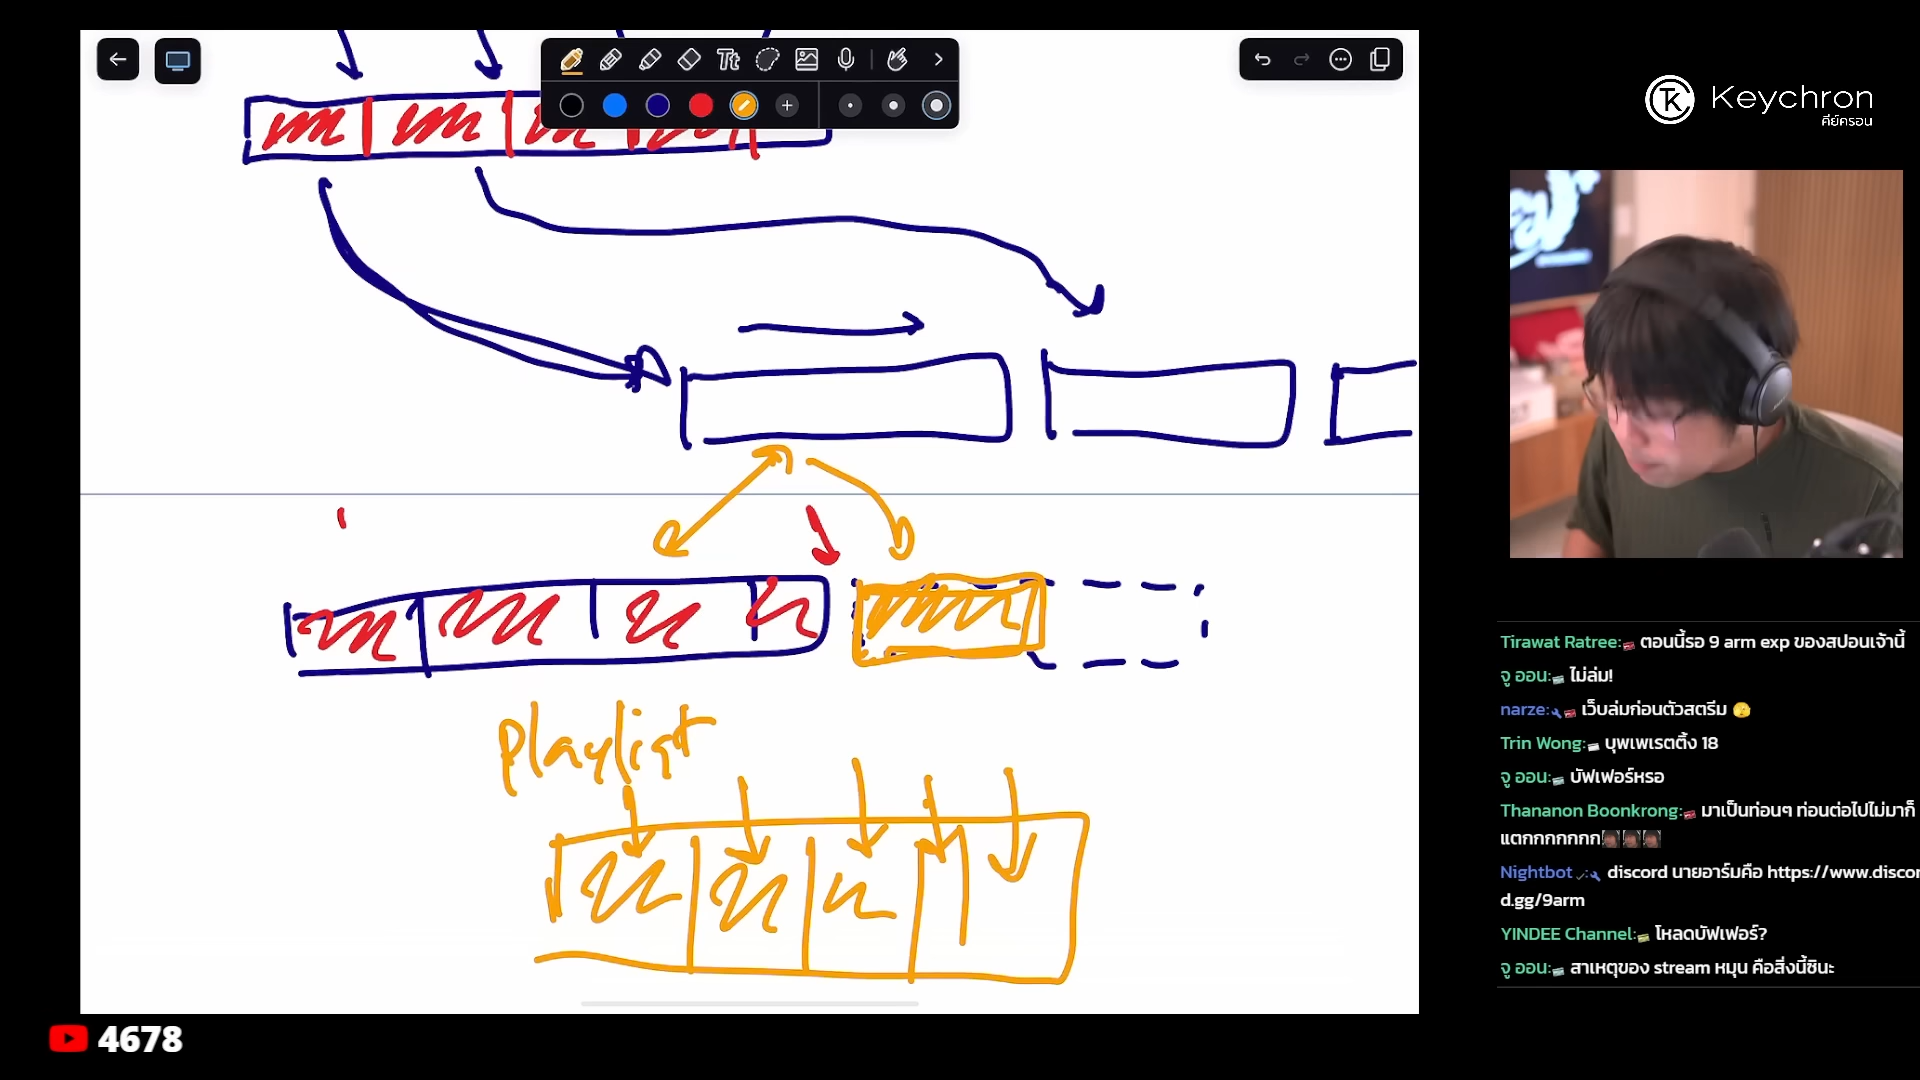 Tt
Keychron
คีย์ครอน
Playlist
Tirawat Ratree: ตอนนี้รอ 9 arm exp ของสปอนเจ้านี้
จู ออน: ไม่ล่ม!
narze: เว็บล่มก่อนตัวสตรีม
Trin Wong: บุพเพเรตติ้ง 18
จู ออน: บัฟเฟอร์หรอ
Thananon Boonkrong: มาเป็นท่อนๆ ท่อนต่อไปไม่มาก็
แตกกกกกกก
Nightbot: discord นายอาร์มคือ https://www.discor
d.gg/9arm
YINDEE Channel: โหลดบัฟเฟอร์?
จู ออน: สาเหตุของ stream หมุน คือสิ่งนี้ซินะ
4678